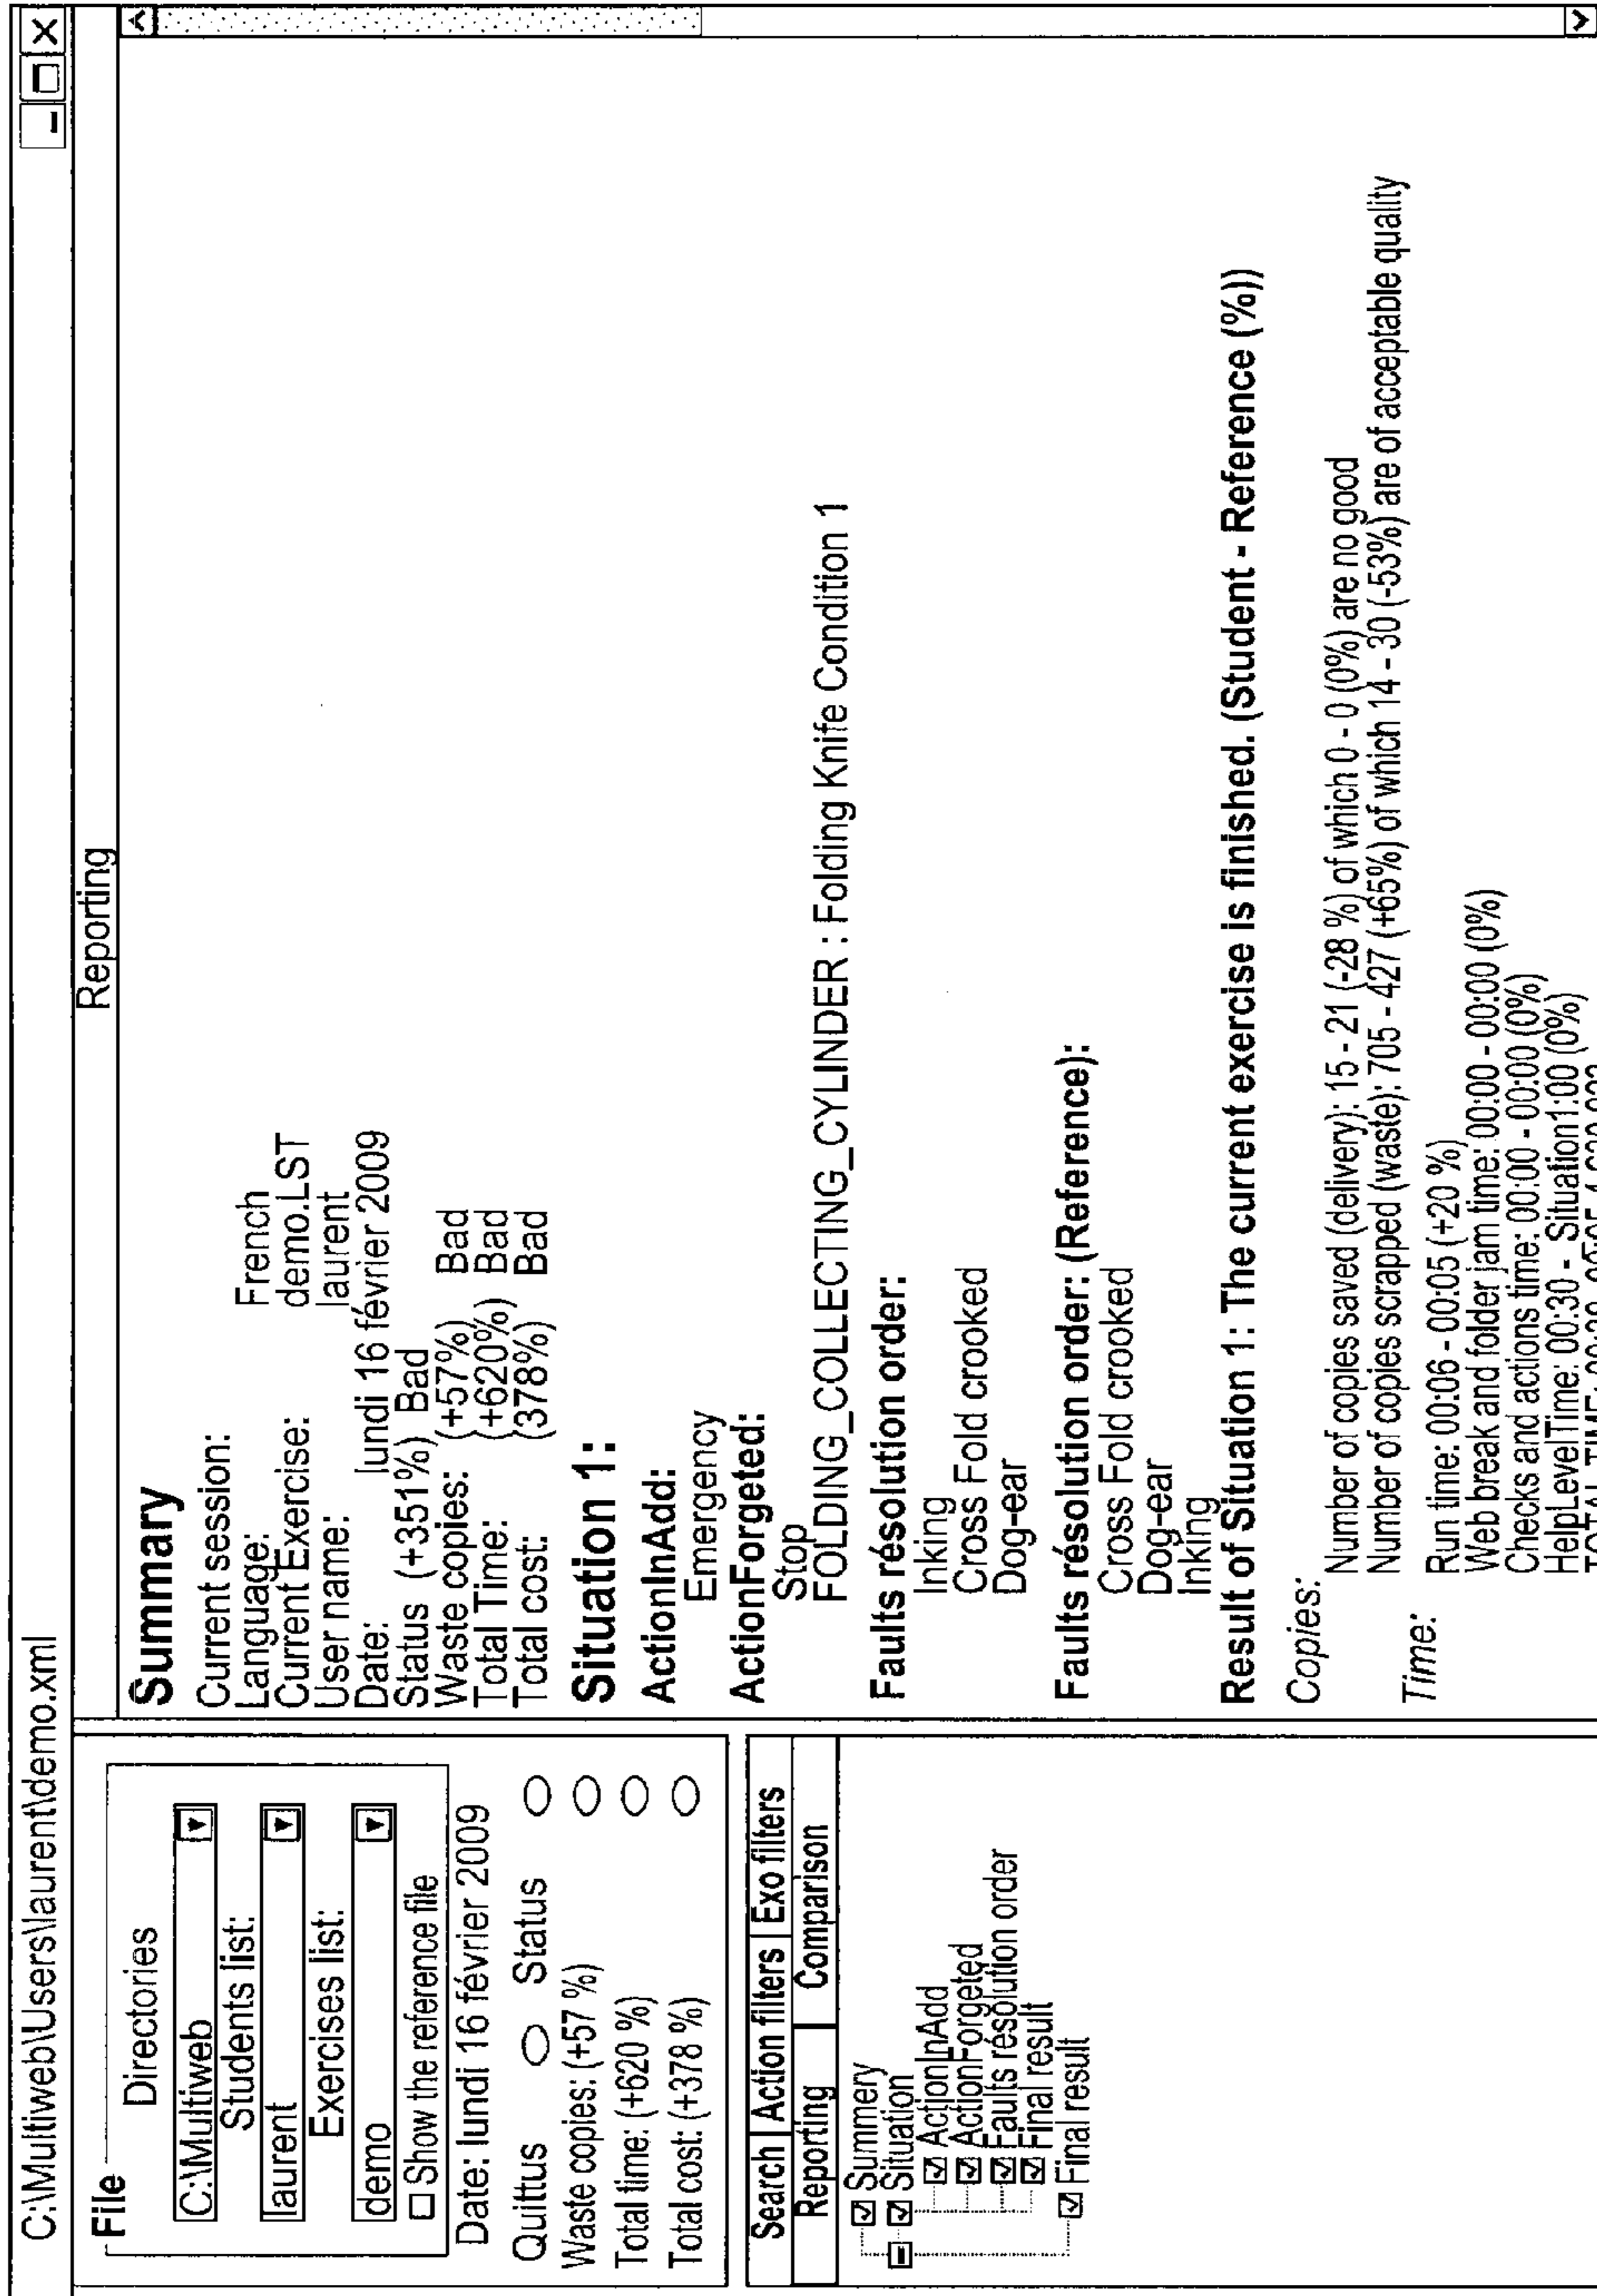 C:\Multiweb\Users\laurent\demo.xml
File
Directories
C:\Multiweb
Students list:
laurent
Exercises list:
demo
Show the reference file
Date: lundi 16 février 2009
Quittus Status
Waste copies: (+57 %)
Total time: (+620 %)
Total cost: (+378 %)
Search Action filters Exo filters
Reporting Comparison
Summery
Situation
ActionInAdd
ActionForgeted
Faults résolution order
Final result
Final result
Reporting
Summary
Current session:
Language: French
Current Exercise: demo.LST
User name: laurent
Date: lundi 16 février 2009
Status (+351%) Bad
Waste copies: (+57%) Bad
Total Time: (+620%) Bad
Total cost: (378%) Bad
Situation 1:
ActionInAdd:
Emergency
ActionForgeted:
Stop
FOLDING_COLLECTING_CYLINDER : Folding Knife Condition 1
Faults résolution order:
Inking
Cross Fold crooked
Dog-ear
Faults résolution order: (Reference):
Cross Fold crooked
Dog-ear
Inking
Result of Situation 1: The current exercise is finished. (Student - Reference (%))
Copies:
Number of copies saved (delivery): 15 - 21 (-28 %) of which 0 - 0 (0%) are no good
Number of copies scrapped (waste): 705 - 427 (+65%) of which 14 - 30 (-53%) are of acceptable quality
Time:
Run time: 00:06 - 00:05 (+20 %)
Web break and folder jam time: 00:00 - 00:00 (0%)
Checks and actions time: 00:00 - 00:00 (0%)
HelpLevelTime: 00:30 - Situation1:00 (0%)
TOTAL TIME: